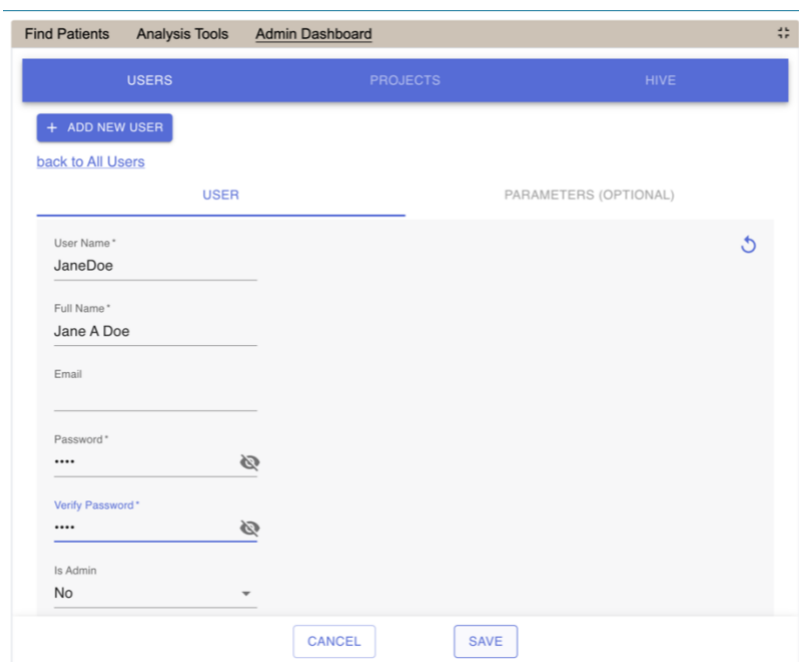 Find Patients Analysis Tools Admin Dashboard
USERS PROJECTS HIVE
+ ADD NEW USER
back to All Users
USER PARAMETERS (OPTIONAL)
User Name*
JaneDoe
Full Name*
Jane A Doe
Email
Password*
••••
Verify Password*
••••
Is Admin
No
CANCEL SAVE